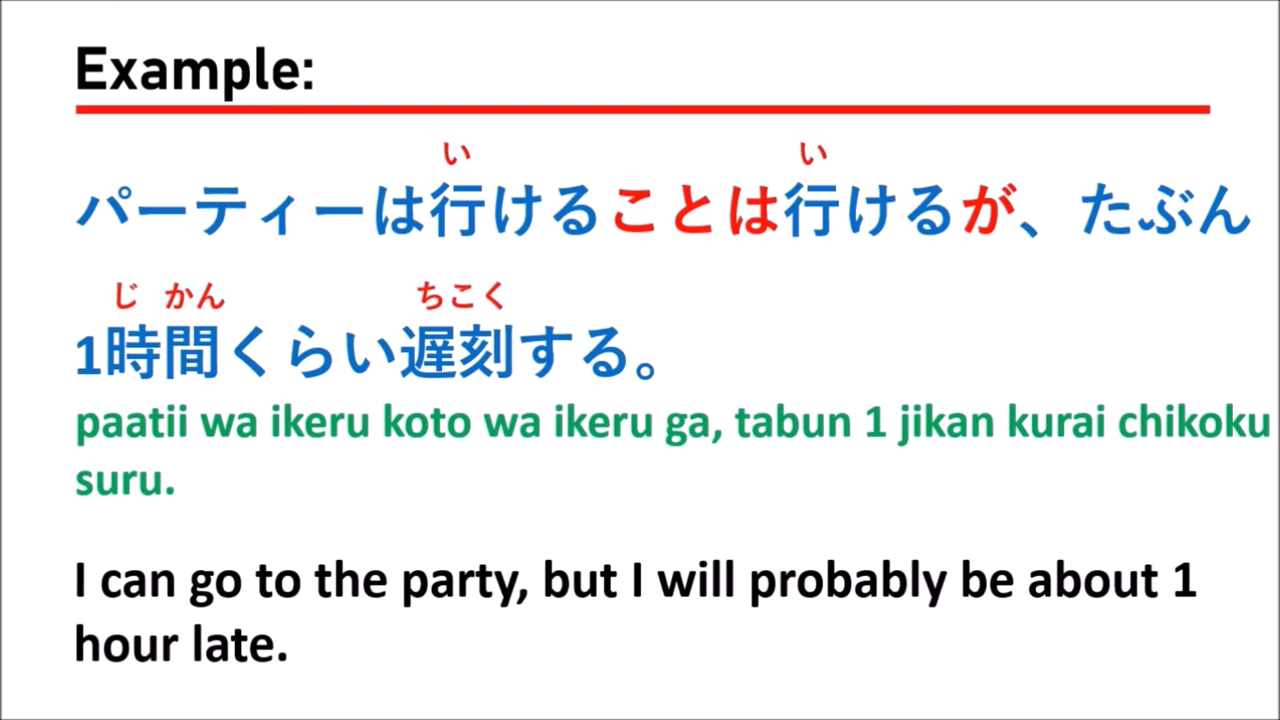 Example:
い い
パーティーは行けることは行けるが、たぶん
じ かん ちこく
1時間くらい遅刻する。
paatii wa ikeru koto wa ikeru ga, tabun 1 jikan kurai chikoku
suru.
I can go to the party, but I will probably be about 1
hour late.